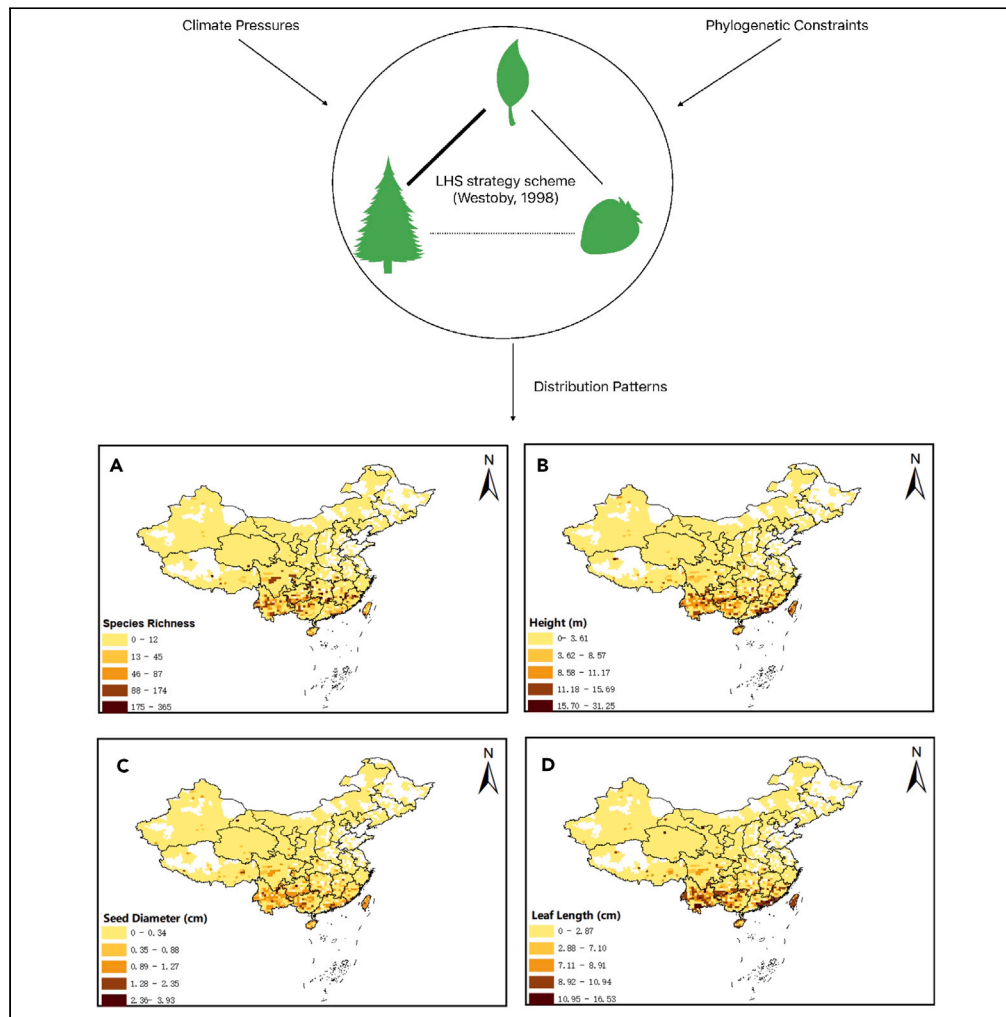 Climate Pressures
Phylogenetic Constraints
LHS strategy scheme
(Westoby, 1998)
Distribution Patterns
A
N
Species Richness
0 - 12
13 - 45
46 - 87
88 - 174
175 - 365
B
N
Height (m)
0- 3.61
3.62 - 8.57
8.58 - 11.17
11.18 - 15.69
15.70 - 31.25
C
N
Seed Diameter (cm)
0 - 0.34
0.35 - 0.88
0.89 - 1.27
1.28 - 2.35
2.36- 3.93
D
N
Leaf Length (cm)
0 - 2.87
2.88 - 7.10
7.11 - 8.91
8.92 - 10.94
10.95 - 16.53